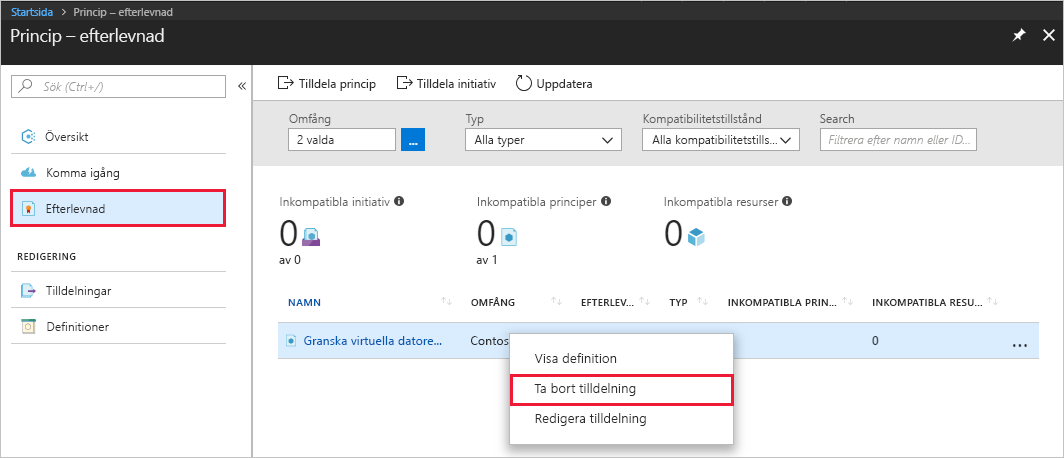 Startsida > Princip – efterlevnad
Princip – efterlevnad
Sök (Ctrl+/)
«
Översikt
Komma igång
Efterlevnad
REDIGERING
Tilldelningar
Definitioner
Tilldela princip Tilldela initiativ Uppdatera
Omfång Typ Kompatibilitetstillstånd Search
2 valda ... Alla typer Alla kompatibilitetstills... Filtrera efter namn eller ID...
Inkompatibla initiativ Inkompatibla principer Inkompatibla resurser
0 0 0
av 0 av 1
NAMN OMFÅNG EFTERLEV... TYP INKOMPATIBLA PRIN... INKOMPATIBLA RESU...
Granska virtuella datore... Contos 0 ...
Visa definition
Ta bort tilldelning
Redigera tilldelning